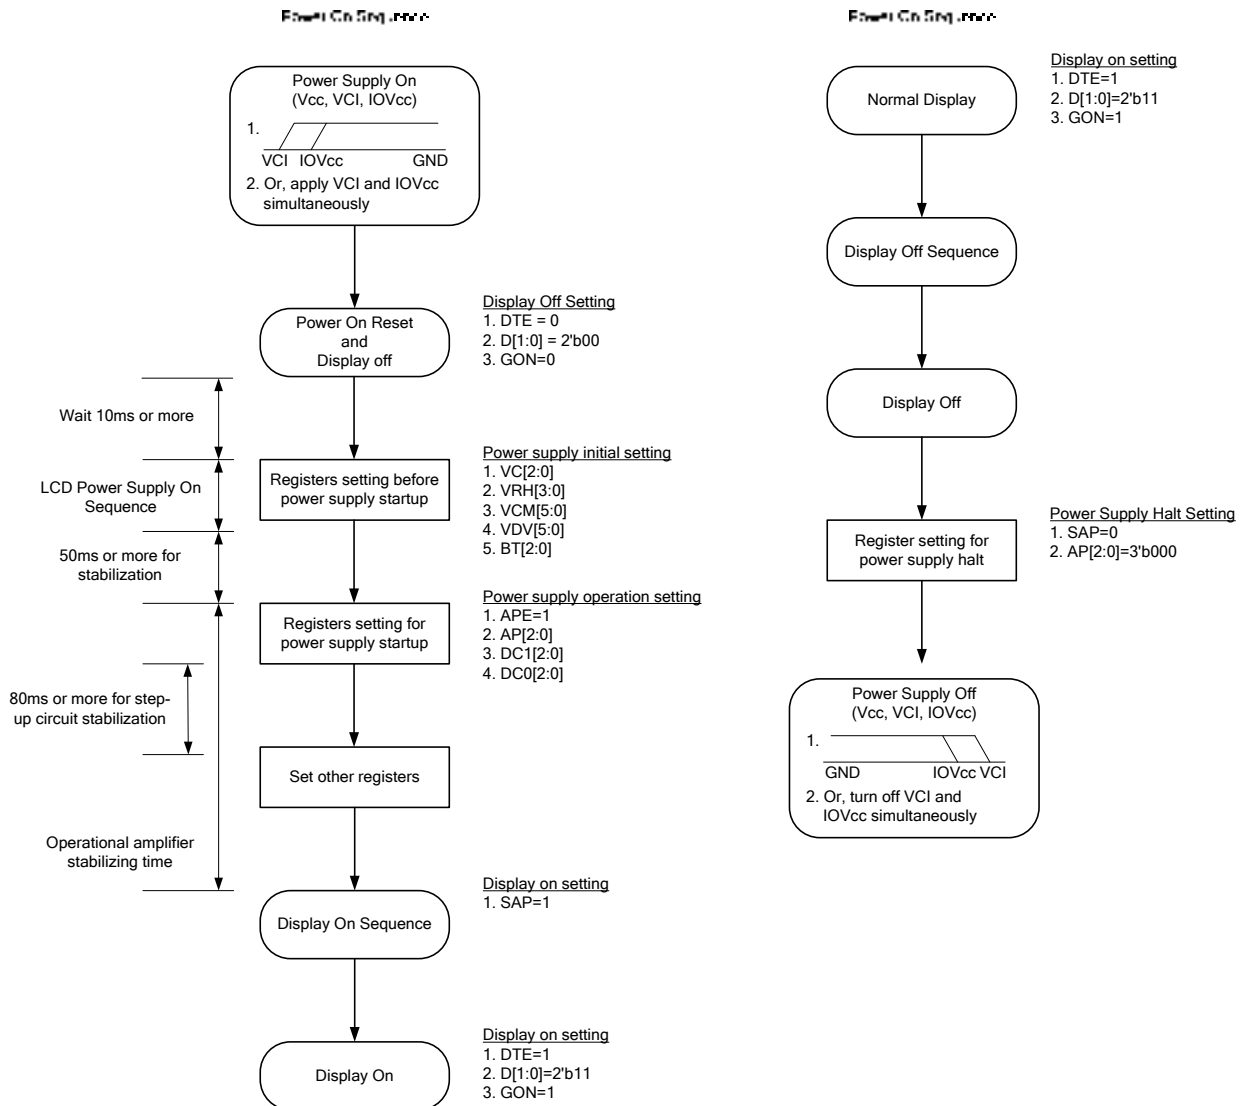 Power On Sequence
Power Supply On
(Vcc, VCI, IOVcc)
1.
VCI IOVcc GND
2. Or, apply VCI and IOVcc
simultaneously
Power On Reset
and
Display off
Display Off Setting
1. DTE = 0
2. D[1:0] = 2'b00
3. GON=0
Wait 10ms or more
LCD Power Supply On
Sequence
Registers setting before
power supply startup
Power supply initial setting
1. VC[2:0]
2. VRH[3:0]
3. VCM[5:0]
4. VDV[5:0]
5. BT[2:0]
50ms or more for
stabilization
Registers setting for
power supply startup
Power supply operation setting
1. APE=1
2. AP[2:0]
3. DC1[2:0]
4. DC0[2:0]
80ms or more for step-
up circuit stabilization
Set other registers
Operational amplifier
stabilizing time
Display On Sequence
Display on setting
1. SAP=1
Display On
Display on setting
1. DTE=1
2. D[1:0]=2'b11
3. GON=1
Power On Sequence
Normal Display
Display on setting
1. DTE=1
2. D[1:0]=2'b11
3. GON=1
Display Off Sequence
Display Off
Register setting for
power supply halt
Power Supply Halt Setting
1. SAP=0
2. AP[2:0]=3'b000
Power Supply Off
(Vcc, VCI, IOVcc)
1.
GND IOVcc VCI
2. Or, turn off VCI and
IOVcc simultaneously